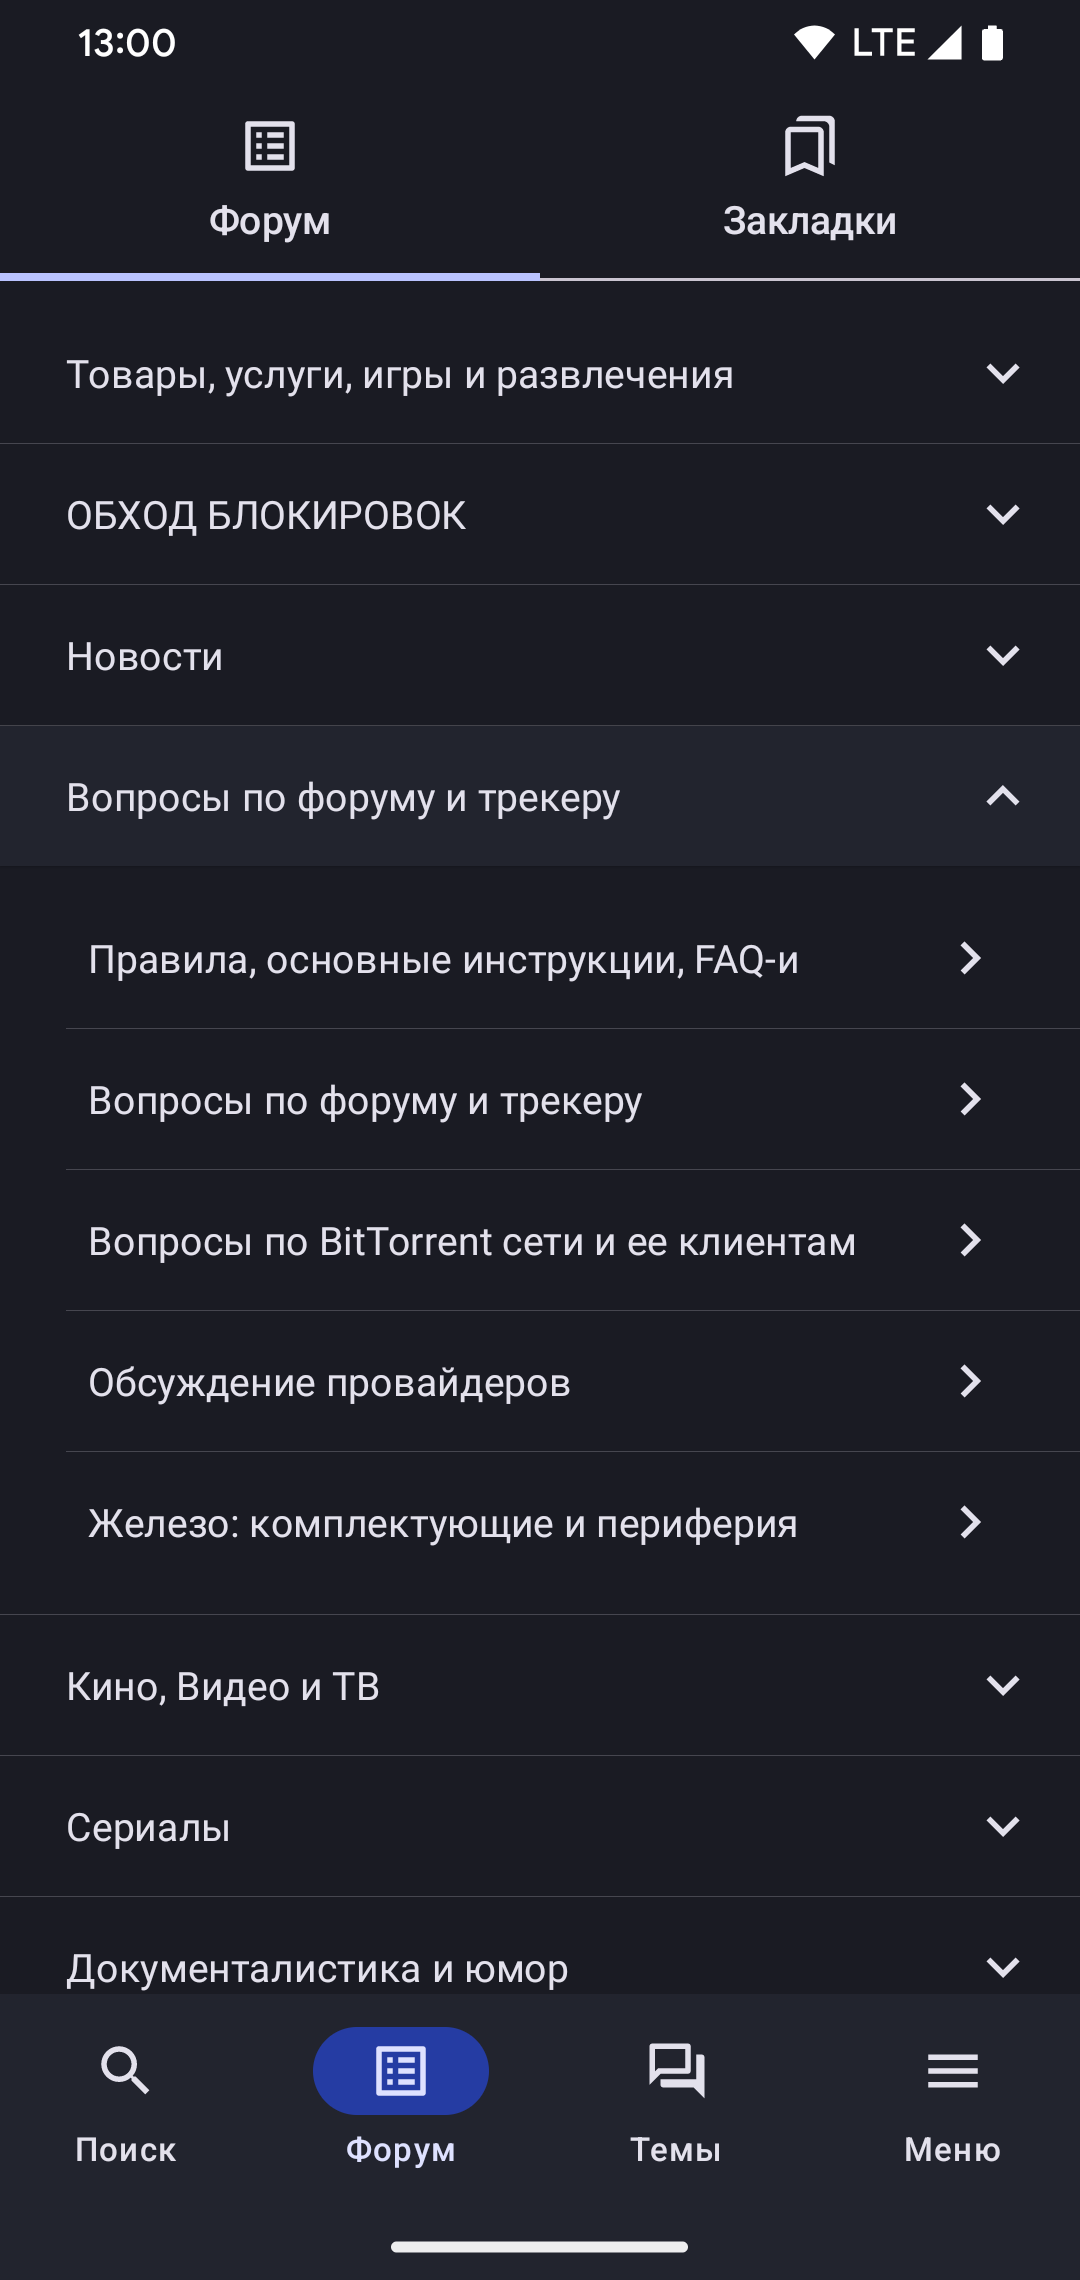 13:00
LTE
Форум
Закладки
Товары, услуги, игры и развлечения
ОБХОД БЛОКИРОВОК
Новости
Вопросы по форуму и трекеру
Правила, основные инструкции, FAQ-и
Вопросы по форуму и трекеру
Вопросы по BitTorrent сети и ее клиентам
Обсуждение провайдеров
Железо: комплектующие и периферия
Кино, Видео и ТВ
Сериалы
Документалистика и юмор
Поиск
Форум
Темы
Меню